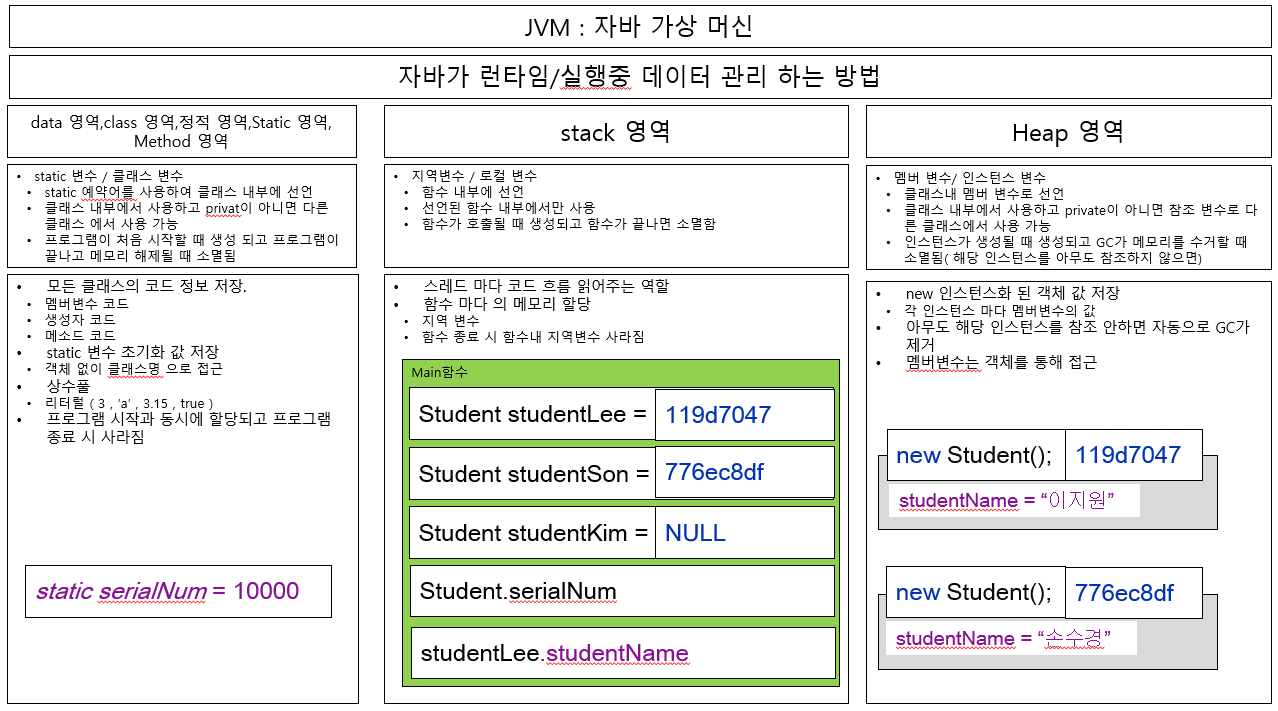 JVM : 자바 가상 머신
자바가 런타임/실행중 데이터 관리 하는 방법
data 영역,class 영역,정적 영역,Static 영역,
Method 영역
• static 변수 / 클래스 변수
• static 예약어를 사용하여 클래스 내부에 선언
• 클래스 내부에서 사용하고 privat이 아니면 다른
클래스 에서 사용 가능
• 프로그램이 처음 시작할 때 생성 되고 프로그램이
끝나고 메모리 해제될 때 소멸됨
• 모든 클래스의 코드 정보 저장.
• 멤버변수 코드
• 생성자 코드
• 메소드 코드
• static 변수 초기화 값 저장
• 객체 없이 클래스명 으로 접근
• 상수풀
• 리터럴 ( 3 , ‘a’ , 3.15 , true )
• 프로그램 시작과 동시에 할당되고 프로그램
종료 시 사라짐
static serialNum = 10000
stack 영역
• 지역변수 / 로컬 변수
• 함수 내부에 선언
• 선언된 함수 내부에서만 사용
• 함수가 호출될 때 생성되고 함수가 끝나면 소멸함
• 스레드 마다 코드 흐름 읽어주는 역할
• 함수 마다 의 메모리 할당
• 지역 변수
• 함수 종료 시 함수내 지역변수 사라짐
Main함수
Student studentLee = 119d7047
Student studentSon = 776ec8df
Student studentKim = NULL
Student.serialNum
studentLee.studentName
Heap 영역
• 멤버 변수/ 인스턴스 변수
• 클래스내 멤버 변수로 선언
• 클래스 내부에서 사용하고 private이 아니면 참조 변수로 다
른 클래스에서 사용 가능
• 인스턴스가 생성될 때 생성되고 GC가 메모리를 수거할 때
소멸됨( 해당 인스턴스를 아무도 참조하지 않으면)
• new 인스턴스화 된 객체 값 저장
• 각 인스턴스 마다 멤버변수의 값
• 아무도 해당 인스턴스를 참조 안하면 자동으로 GC가
제거
• 멤버변수는 객체를 통해 접근
new Student(); 119d7047
studentName = “이지원”
new Student(); 776ec8df
studentName = “손수경”